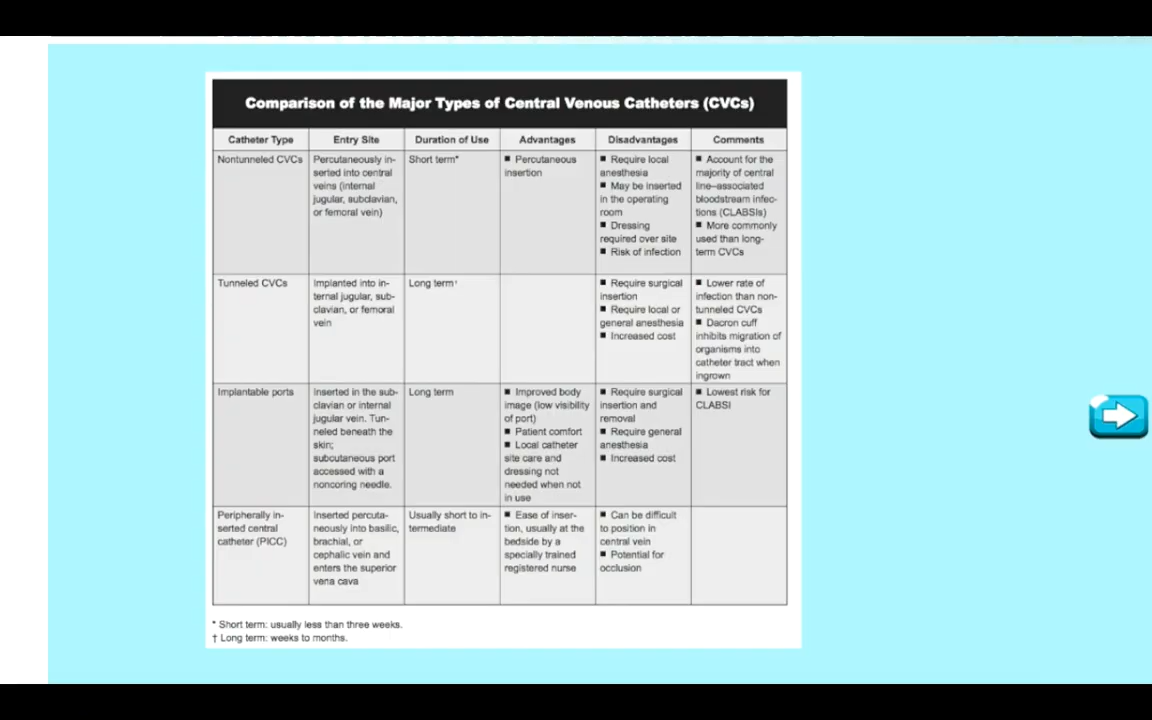 Comparison of the Major Types of Central Venous Catheters (CVCs)
Catheter Type
Entry Site
Duration of Use
Advantages
Disadvantages
Comments
Nontunneled CVCs
Percutaneously in-
serted into central
veins (internal
jugular, subclavian,
or femoral vein)
Short term*
■ Percutaneous
insertion
■ Require local
anesthesia
■ May be inserted
in the operating
room
■ Dressing
required over site
■ Risk of infection
■ Account for the
majority of central
line–associated
bloodstream infec-
tions (CLABSIs)
■ More commonly
used than long-
term CVCs
Tunneled CVCs
Implanted into in-
ternal jugular, sub-
clavian, or femoral
vein
Long term†
■ Require surgical
insertion
■ Require local or
general anesthesia
■ Increased cost
■ Lower rate of
infection than non-
tunneled CVCs
■ Dacron cuff
inhibits migration of
organisms into
catheter tract when
ingrown
Implantable ports
Inserted in the sub-
clavian or internal
jugular vein. Tun-
neled beneath the
skin;
subcutaneous port
accessed with a
noncoring needle.
Long term
■ Improved body
image (low visibility
of port)
■ Patient comfort
■ Local catheter
site care and
dressing not
needed when not
in use
■ Require surgical
insertion and
removal
■ Require general
anesthesia
■ Increased cost
■ Lowest risk for
CLABSI
Peripherally in-
serted central
catheter (PICC)
Inserted percuta-
neously into basilic,
brachial, or
cephalic vein and
enters the superior
vena cava
Usually short to in-
termediate
■ Ease of inser-
tion, usually at the
bedside by a
specially trained
registered nurse
■ Can be difficult
to position in
central vein
■ Potential for
occlusion
* Short term: usually less than three weeks.
† Long term: weeks to months.